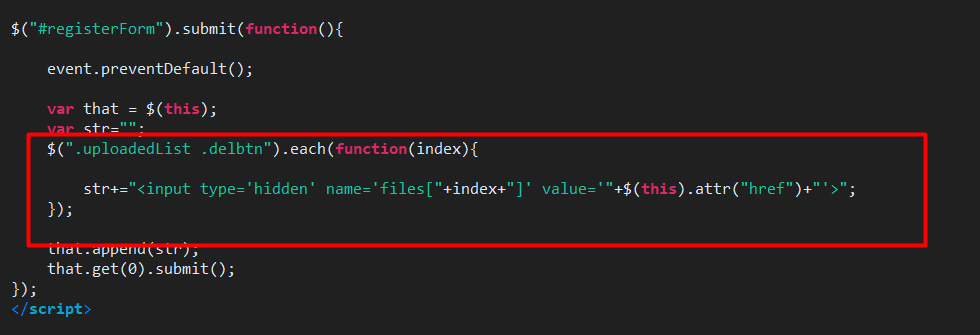 $("#registerForm").submit(function(){
event.preventDefault();
var that = $(this);
var str="";
$(".uploadedList .delbtn").each(function(index){
str+="<input type='hidden' name='files["+index+"]' value='"+$(this).attr("href")+"'>";
});
that.append(str);
that.get(0).submit();
});
</script>